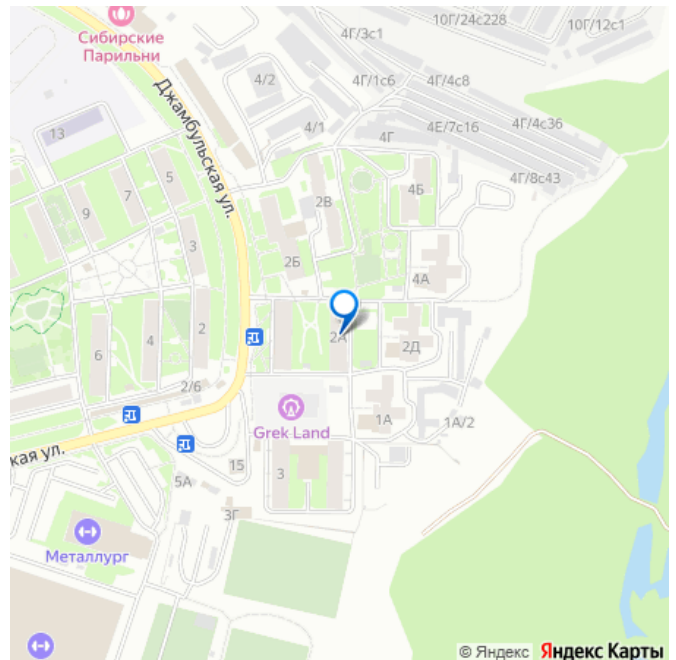 10Г/24с228
10Г/12с1
Сибирские
Парильни
4Г/3с1
4/2
4Г/1с6
4Г/4с8
Джамбульская ул.
13
4/1
4Г
4Е/7с16
4Г/4с36
4Г/8с43
5
7
9
2В
4Б
3
2Б
4А
2
4
6
2А
2Д
2/6
1А
1А/2
Grek Land
кая ул.
15
3
5А
3Г
Металлург
© Яндекс Яндекс Карты